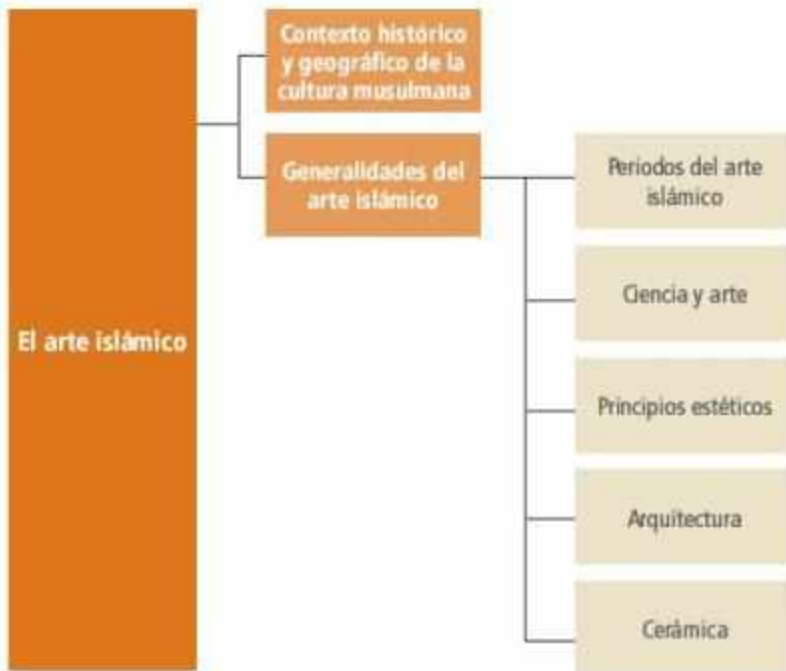 El arte islámico
Contexto histórico
y geográfico de la
cultura musulmana
Generalidades del
arte islámico
Periodos del arte
islámico
Ciencia y arte
Principios estéticos
Arquitectura
Cerámica